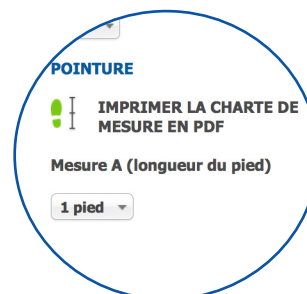 POINTURE
IMPRIMER LA CHARTE DE
MESURE EN PDF
Mesure A (longueur du pied)
1 pied